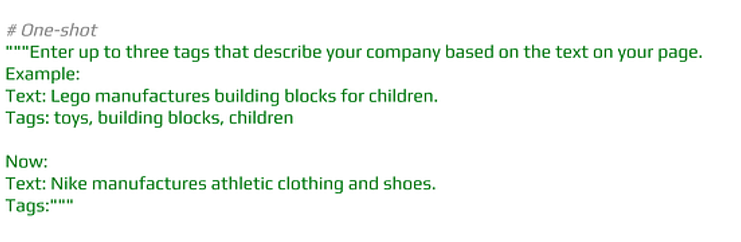 # One-shot
"""Enter up to three tags that describe your company based on the text on your page.
Example:
Text: Lego manufactures building blocks for children.
Tags: toys, building blocks, children
Now:
Text: Nike manufactures athletic clothing and shoes.
Tags:"""